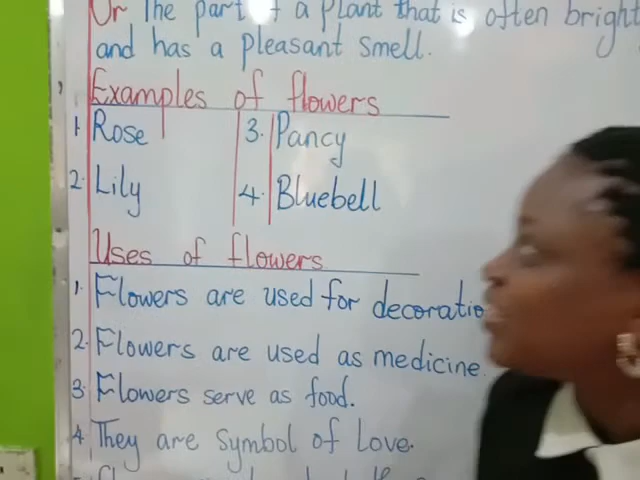 Or The part of a plant that is often bright
and has a pleasant smell.
Examples of flowers
1. Rose 3. Pancy
2. Lily 4. Bluebell
Uses of flowers
1. Flowers are used for decoratio
2. Flowers are used as medicine.
3. Flowers serve as food.
4 They are symbol of Love.